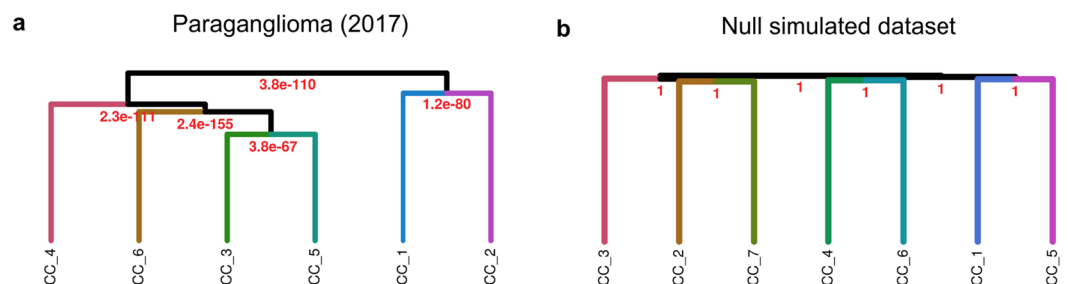 a
Paraganglioma (2017)
3.8e-110
2.3e-111
2.4e-155
3.8e-67
1.2e-80
CC_4
CC_6
CC_3
CC_5
CC_1
CC_2
b
Null simulated dataset
1
1
1
1
1
1
CC_3
CC_2
CC_7
CC_4
CC_6
CC_1
CC_5